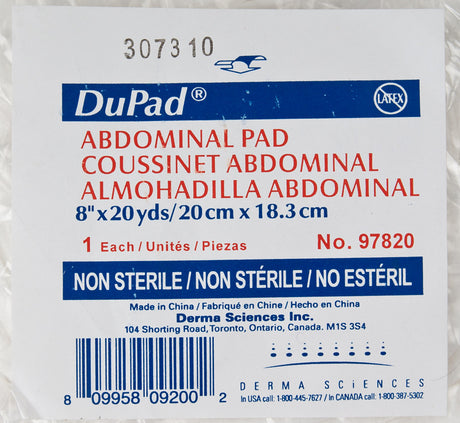 307310
DuPad®
LATEX
ABDOMINAL PAD
COUSSINET ABDOMINAL
ALMOHADILLA ABDOMINAL
8"x20yds/20cm x 18.3cm
1 Each/Unités/Piezas No. 97820
NON STERILE/NON STÉRILE/NO ESTÉRIL
Made in China / Fabriqué en Chine / Hecho en China
Derma Sciences Inc.
104 Shorting Road,Toronto, Ontario, Canada. M1S 3S4
8 09958 09200 2
DERMA SCIENCES
In USA call: 1-800-445-7627 / In CANADA call: 1-800-387-5302